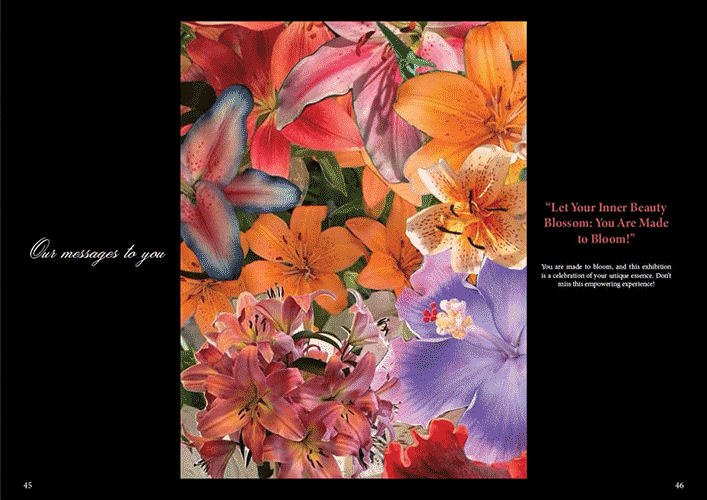 Our messages to you
“Let Your Inner Beauty
Blossom: You Are Made
to Bloom!”
You are made to bloom, and this exhibition
is a celebration of your unique essence. Don't
miss this empowering experience!
45
46